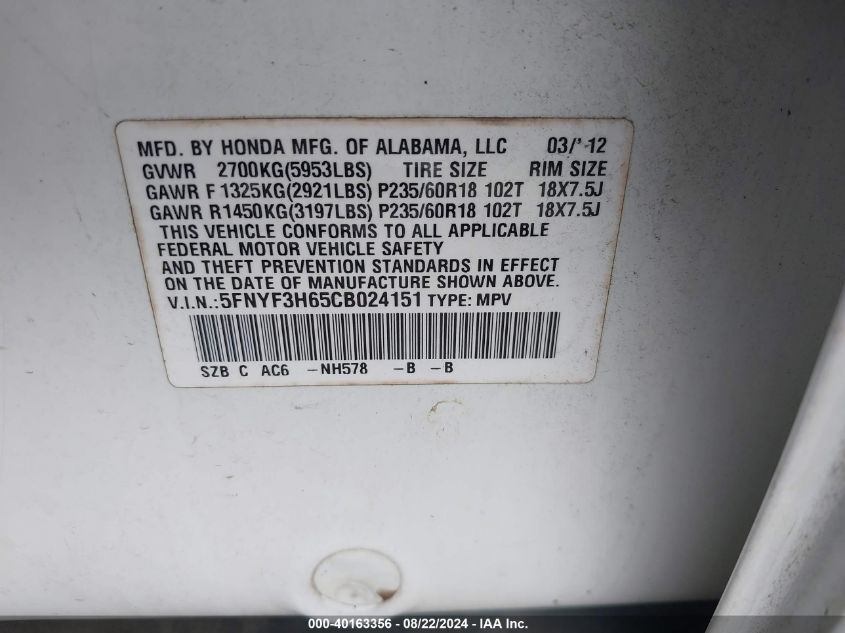 MFD. BY HONDA MFG. OF ALABAMA, LLC 03/'12
GVWR 2700KG(5953LBS) TIRE SIZE RIM SIZE
GAWR F 1325KG(2921LBS) P235/60R18 102T 18X7.5J
GAWR R1450KG(3197LBS) P235/60R18 102T 18X7.5J
THIS VEHICLE CONFORMS TO ALL APPLICABLE
FEDERAL MOTOR VEHICLE SAFETY
AND THEFT PREVENTION STANDARDS IN EFFECT
ON THE DATE OF MANUFACTURE SHOWN ABOVE.
V.I.N.:5FNYF3H65CB024151 TYPE: MPV
SZB C AC6 -NH578 -B -B
000-40163356 - 08/22/2024 - IAA Inc.